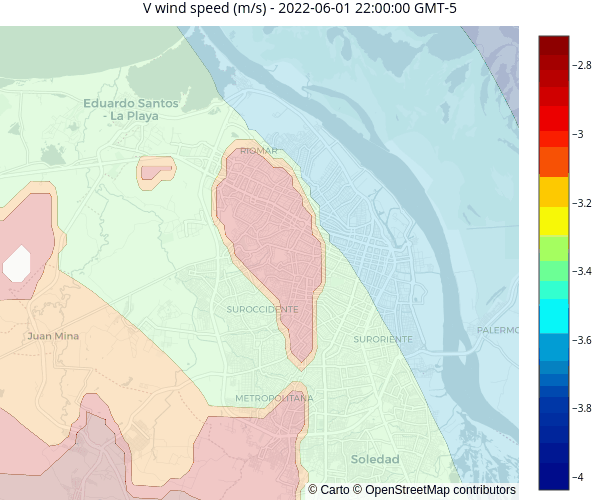 V wind speed (m/s) - 2022-06-01 22:00:00 GMT-5
Eduardo Santos
- La Playa
RIOMAR
SUROCCIDENTE
Juan Mina
PALERMO
SURORIENTE
METROPOLITANA
Soledad
© Carto © OpenStreetMap contributors
−2.8
−3
−3.2
−3.4
−3.6
−3.8
−4